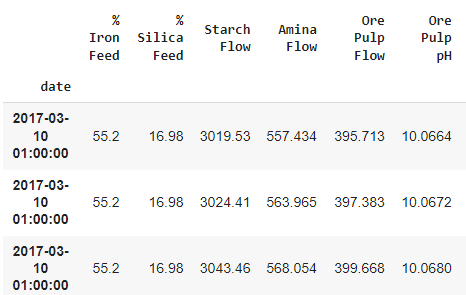 % Iron Feed % Silica Feed Starch Flow Amina Flow Ore Pulp Flow Ore Pulp pH
date
2017-03-10 01:00:00 55.2 16.98 3019.53 557.434 395.713 10.0664
2017-03-10 01:00:00 55.2 16.98 3024.41 563.965 397.383 10.0672
2017-03-10 01:00:00 55.2 16.98 3043.46 568.054 399.668 10.0680